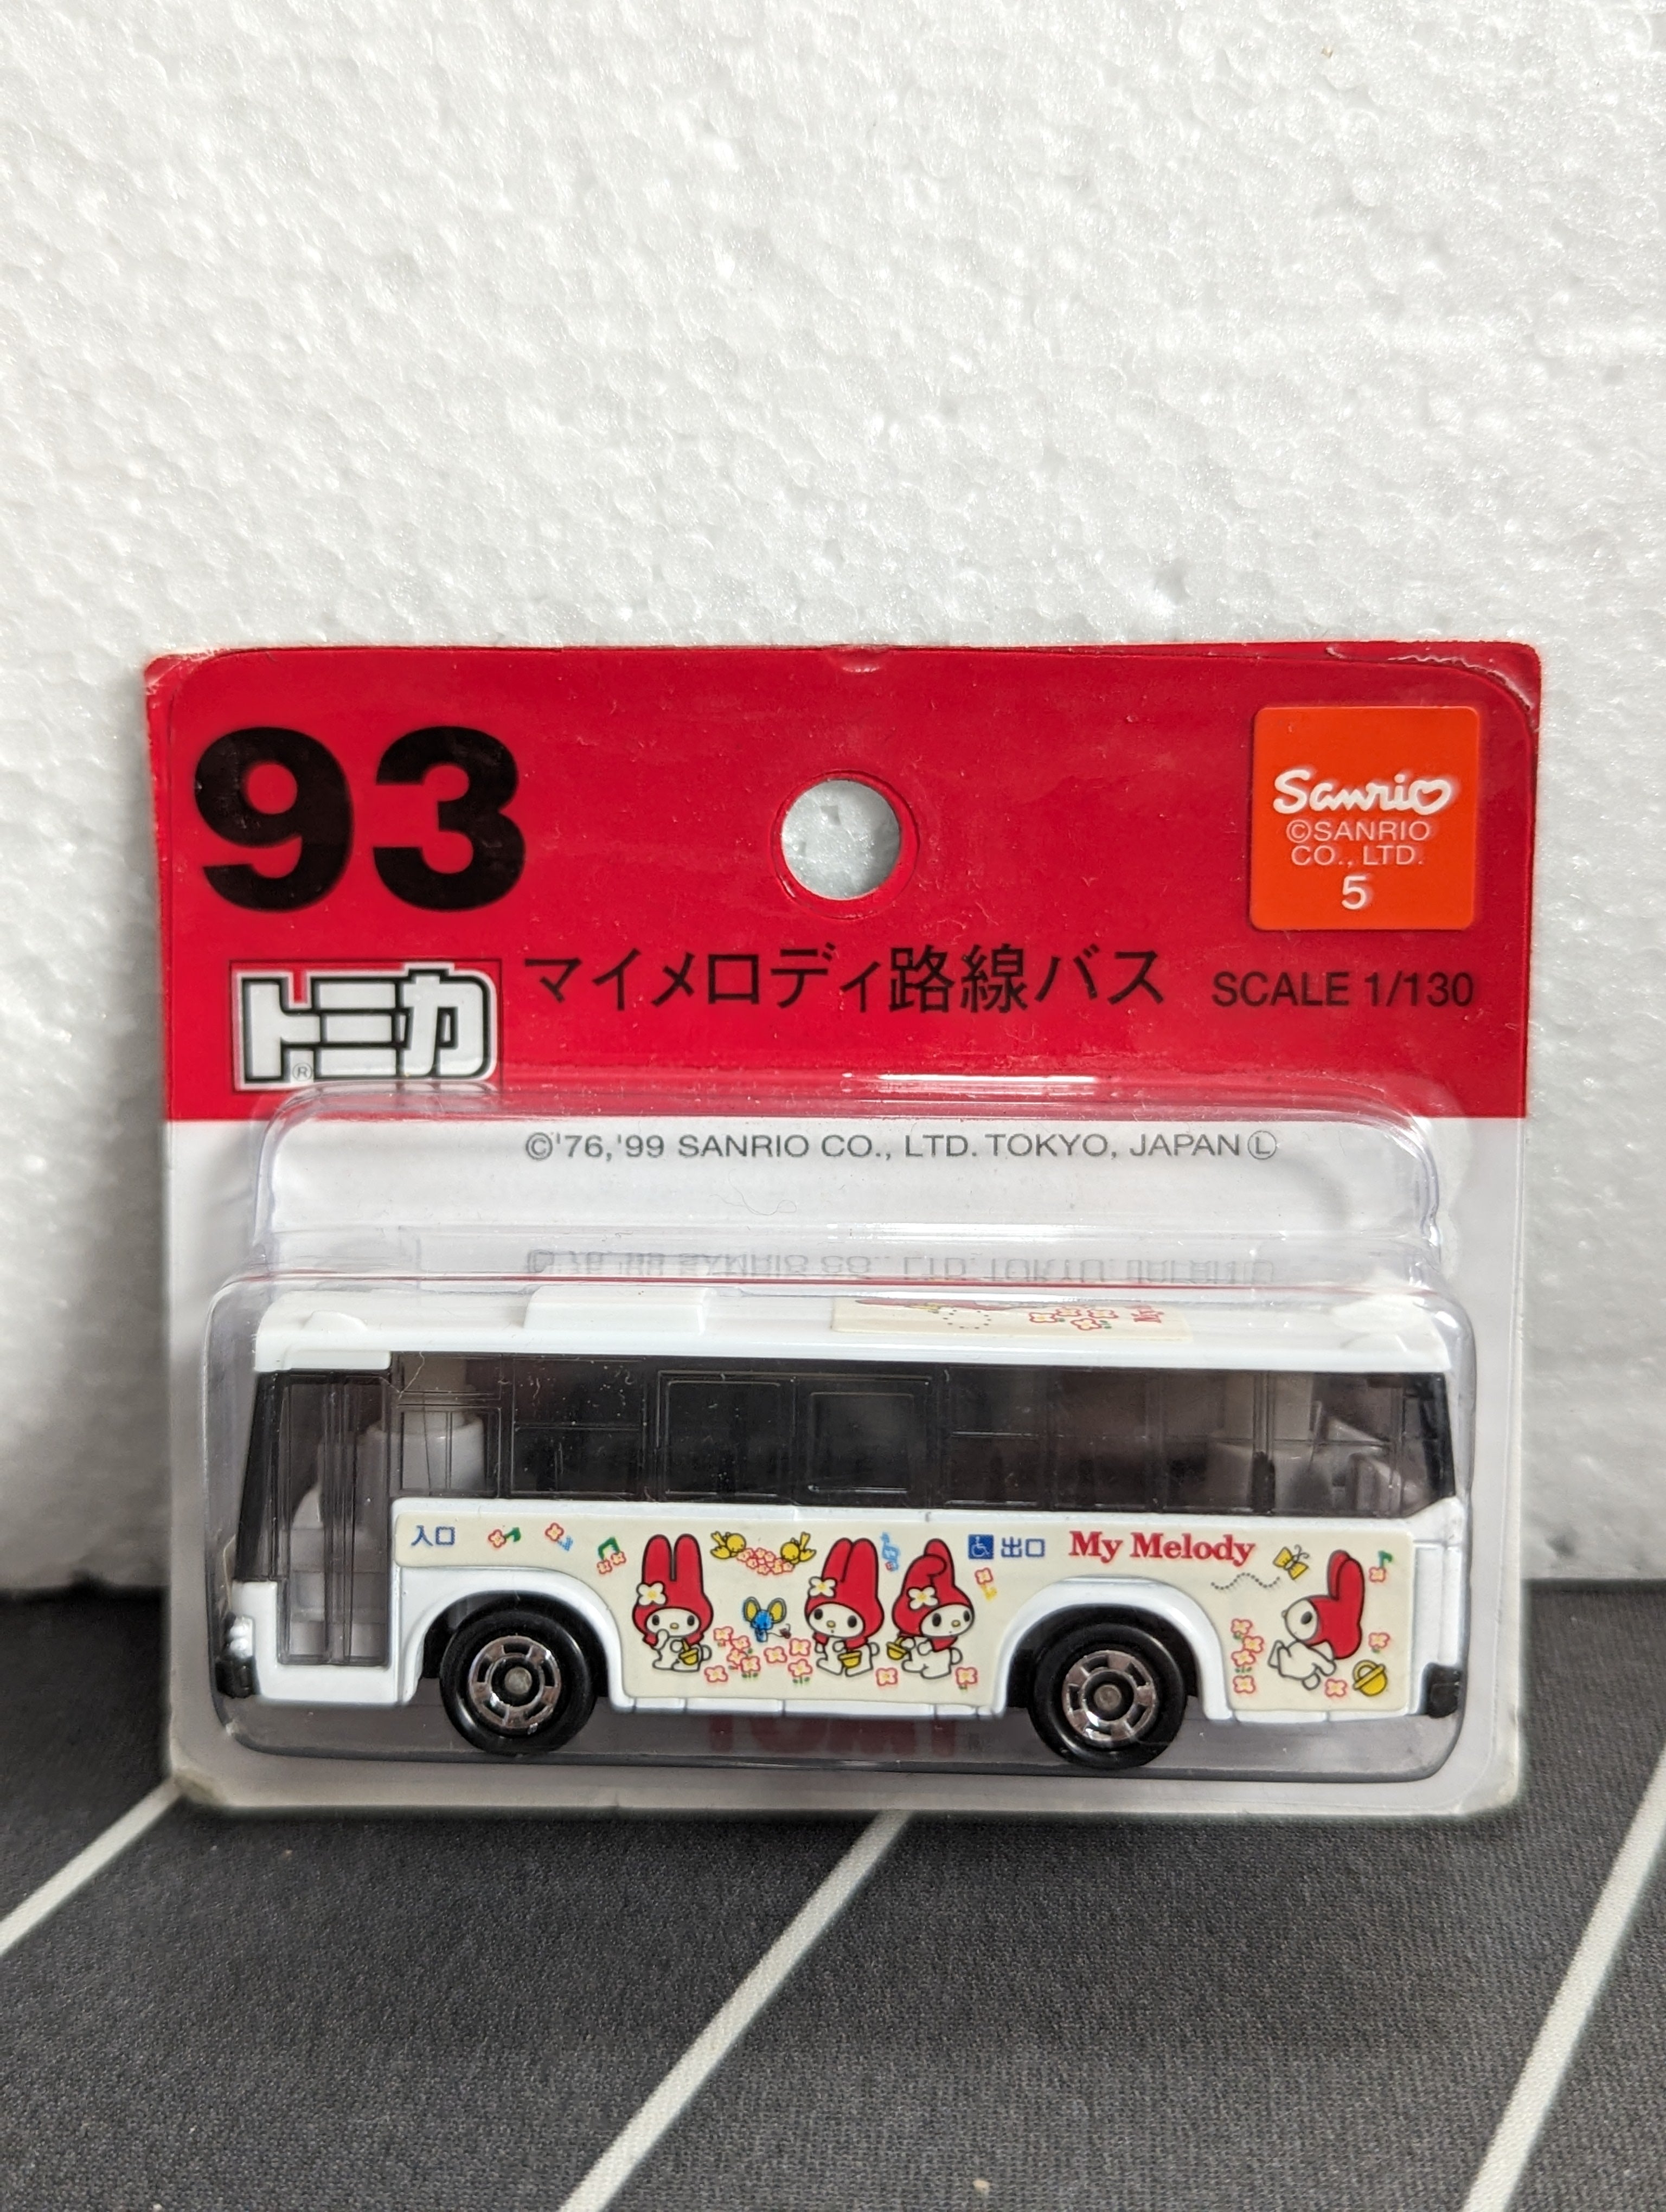 93
Sanrio
©SANRIO
CO., LTD.
5
トミカ®
マイメロディ路線バス SCALE 1/130
©'76,'99 SANRIO CO., LTD. TOKYO, JAPAN Ⓛ
入口
出口 My Melody
TOMY